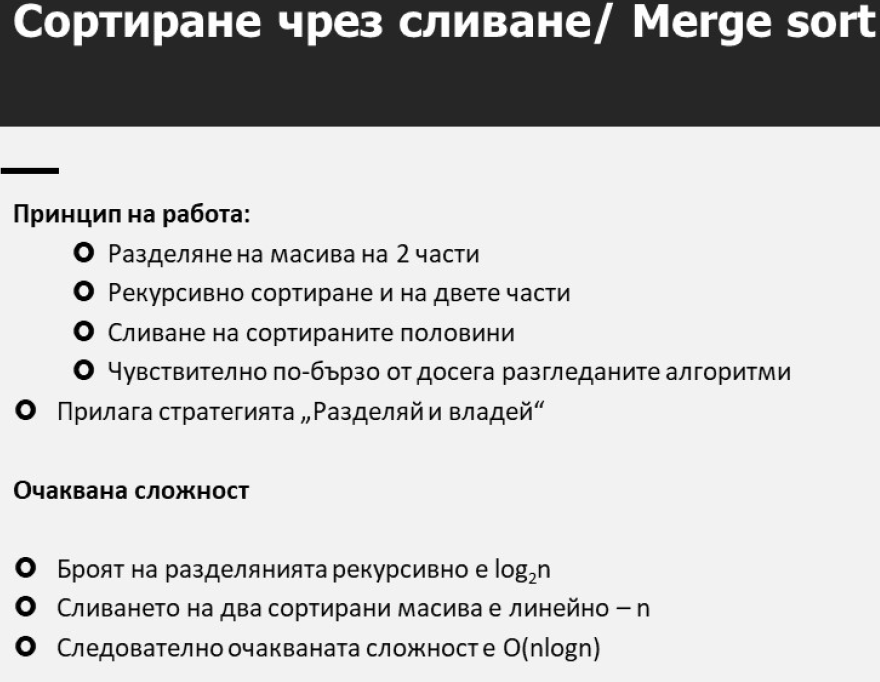 Сортиране чрез сливане/ Merge sort
Принцип на работа:
Разделяне на масива на 2 части
Рекурсивно сортиране и на двете части
Сливане на сортираните половини
Чувствително по-бързо от досега разгледаните алгоритми
Прилага стратегията „Разделяй и владей“
Очаквана сложност
Броят на разделянията рекурсивно е log₂n
Сливането на два сортирани масива е линейно – n
Следователно очакваната сложност е O(nlogn)